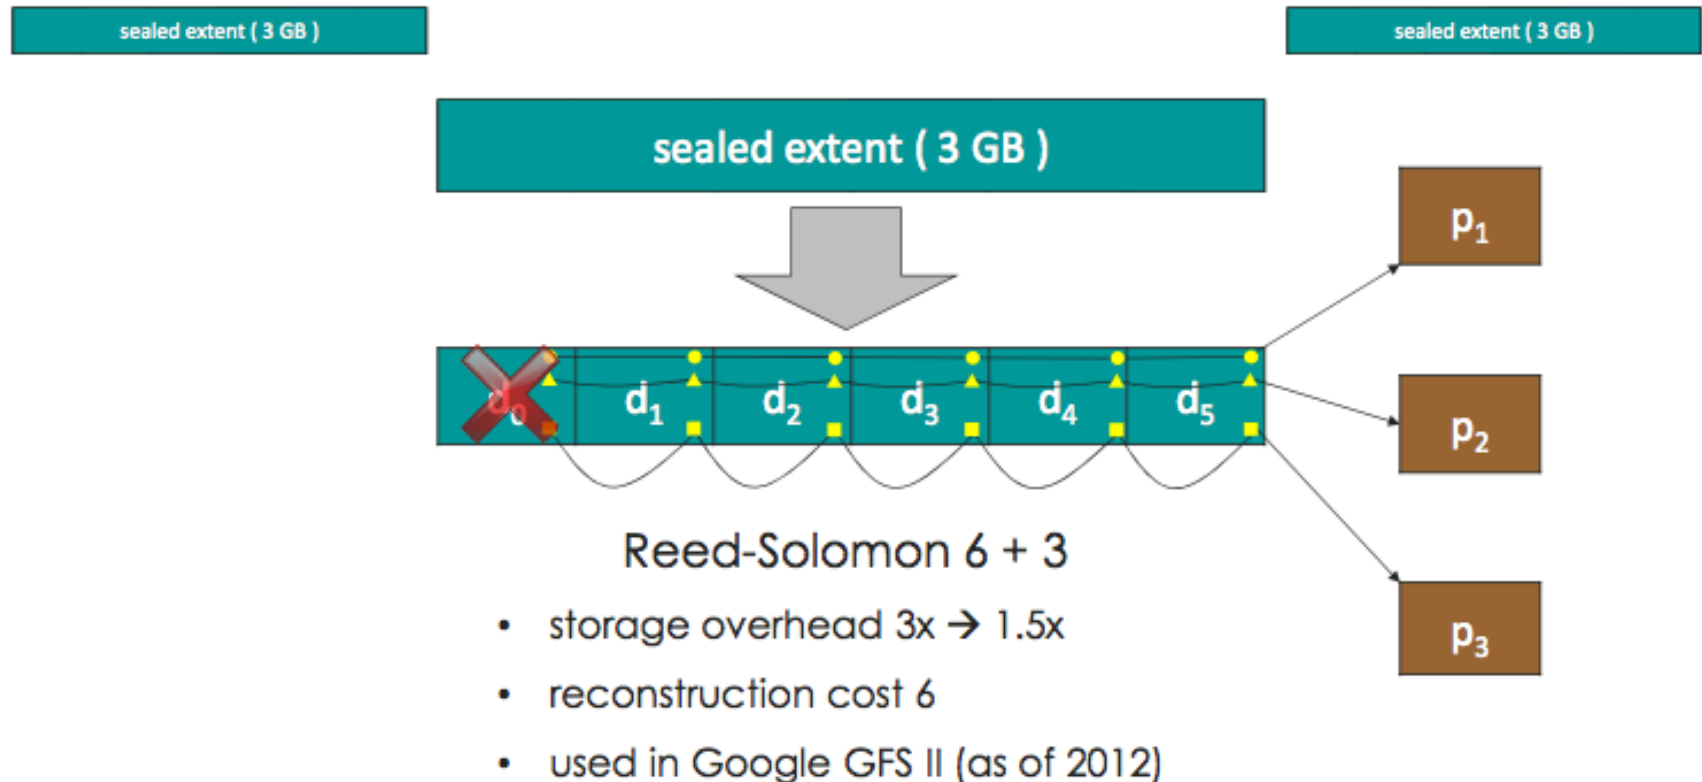 sealed extent ( 3 GB )
sealed extent ( 3 GB )
sealed extent ( 3 GB )
p1
d0 d1 d2 d3 d4 d5
p2
Reed-Solomon 6 + 3
p3
• storage overhead 3x → 1.5x
• reconstruction cost 6
• used in Google GFS II (as of 2012)